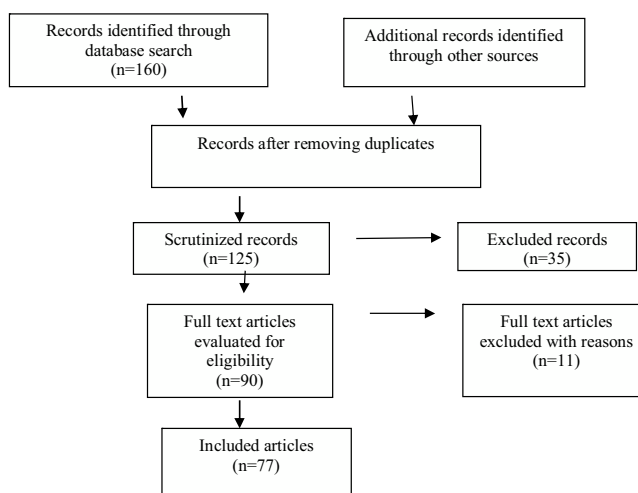 Records identified through
database search
(n=160)
Additional records identified
through other sources
Records after removing duplicates
Scrutinized records
(n=125)
Excluded records
(n=35)
Full text articles
evaluated for
eligibility
(n=90)
Full text articles
excluded with reasons
(n=11)
Included articles
(n=77)